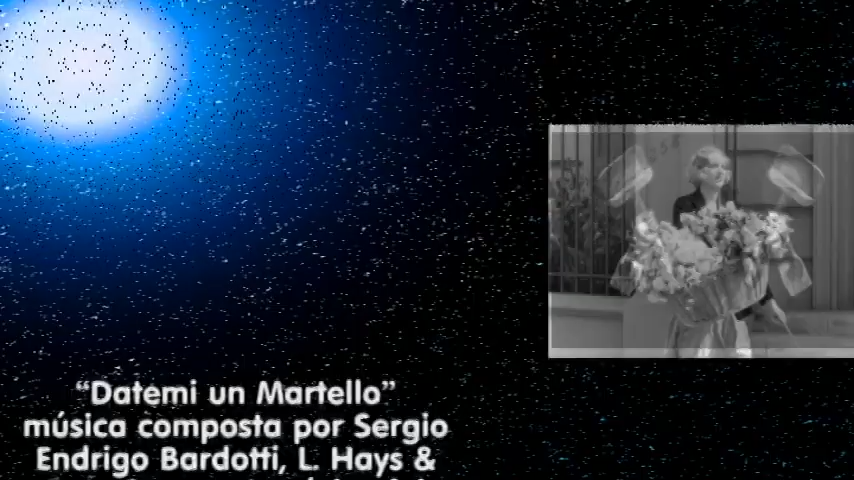 “Datemi un Martello”
música composta por Sergio
Endrigo Bardotti, L. Hays &